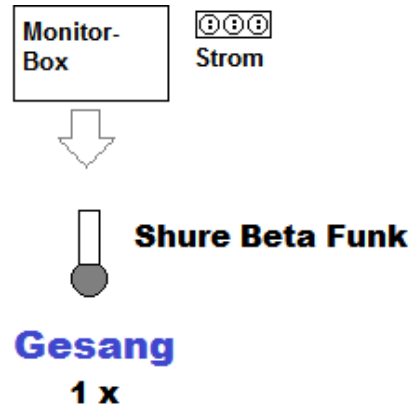 Monitor-
Box
Strom
Shure Beta Funk
Gesang
1 x